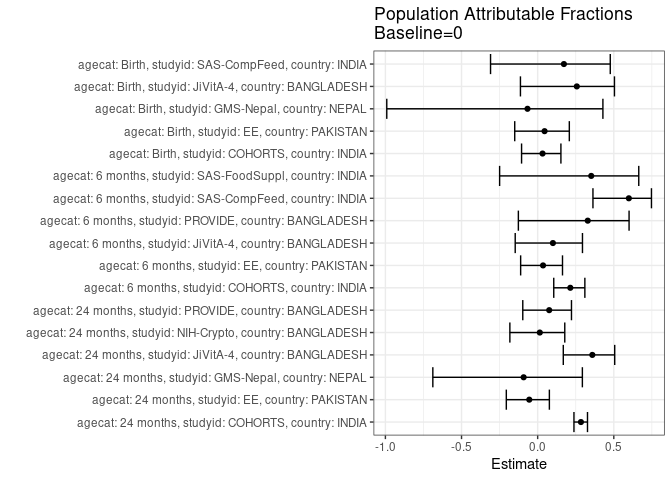 Population Attributable Fractions
Baseline=0
agecat: Birth, studyid: SAS-CompFeed, country: INDIA
agecat: Birth, studyid: JiVitA-4, country: BANGLADESH
agecat: Birth, studyid: GMS-Nepal, country: NEPAL
agecat: Birth, studyid: EE, country: PAKISTAN
agecat: Birth, studyid: COHORTS, country: INDIA
agecat: 6 months, studyid: SAS-FoodSuppl, country: INDIA
agecat: 6 months, studyid: SAS-CompFeed, country: INDIA
agecat: 6 months, studyid: PROVIDE, country: BANGLADESH
agecat: 6 months, studyid: JiVitA-4, country: BANGLADESH
agecat: 6 months, studyid: EE, country: PAKISTAN
agecat: 6 months, studyid: COHORTS, country: INDIA
agecat: 24 months, studyid: PROVIDE, country: BANGLADESH
agecat: 24 months, studyid: NIH-Crypto, country: BANGLADESH
agecat: 24 months, studyid: JiVitA-4, country: BANGLADESH
agecat: 24 months, studyid: GMS-Nepal, country: NEPAL
agecat: 24 months, studyid: EE, country: PAKISTAN
agecat: 24 months, studyid: COHORTS, country: INDIA
-1.0 -0.5 0.0 0.5
Estimate